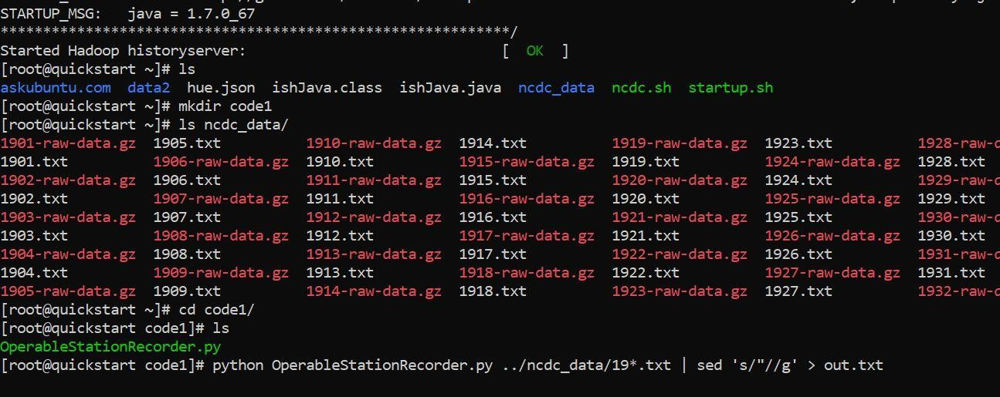 STARTUP_MSG:   java = 1.7.0_67
************************************************************/
Started Hadoop historyserver:                              [  OK  ]
[root@quickstart ~]# ls
askubuntu.com  data2  hue.json  ishJava.class  ishJava.java  ncdc_data  ncdc.sh  startup.sh
[root@quickstart ~]# mkdir code1
[root@quickstart ~]# ls ncdc_data/
1901-raw-data.gz  1905.txt          1910-raw-data.gz  1914.txt          1919-raw-data.gz  1923.txt          1928-raw-d
1901.txt          1906-raw-data.gz  1910.txt          1915-raw-data.gz  1919.txt          1924-raw-data.gz  1928.txt
1902-raw-data.gz  1906.txt          1911-raw-data.gz  1915.txt          1920-raw-data.gz  1924.txt          1929-raw-d
1902.txt          1907-raw-data.gz  1911.txt          1916-raw-data.gz  1920.txt          1925-raw-data.gz  1929.txt
1903-raw-data.gz  1907.txt          1912-raw-data.gz  1916.txt          1921-raw-data.gz  1925.txt          1930-raw-d
1903.txt          1908-raw-data.gz  1912.txt          1917-raw-data.gz  1921.txt          1926-raw-data.gz  1930.txt
1904-raw-data.gz  1908.txt          1913-raw-data.gz  1917.txt          1922-raw-data.gz  1926.txt          1931-raw-d
1904.txt          1909-raw-data.gz  1913.txt          1918-raw-data.gz  1922.txt          1927-raw-data.gz  1931.txt
1905-raw-data.gz  1909.txt          1914-raw-data.gz  1918.txt          1923-raw-data.gz  1927.txt          1932-raw-d
[root@quickstart ~]# cd code1/
[root@quickstart code1]# ls
OperableStationRecorder.py
[root@quickstart code1]# python OperableStationRecorder.py ../ncdc_data/19*.txt | sed 's/"//g' > out.txt